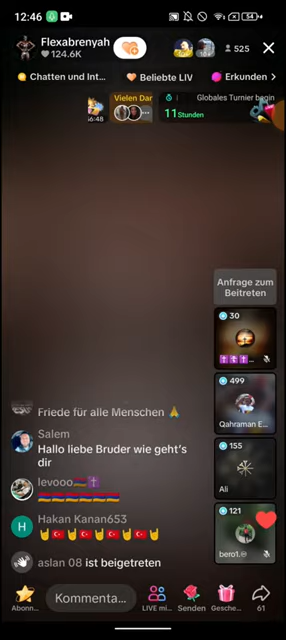 12:46
54
Flexabrenyah
124.6K
10+
525
Chatten und Int...
Beliebte LIV
Erkunden
Vielen Dar
Globales Turnier begin
11 Stunden
Anfrage zum
Beitreten
30
499
Qahraman E...
155
Ali
121
bero1.
Friede für alle Menschen 🙏
Salem
Hallo liebe Bruder wie geht's
dir
levooo🇦🇲✝️
🇦🇲🇦🇲🇦🇲🇦🇲🇦🇲🇦🇲
H
Hakan Kanan653
🤘🇹🇷🤘🇹🇷🤘🇹🇷🤘🇹🇷🤘🇹🇷🤘
aslan 08 ist beigetreten
Abonn...
Kommenta...
LIVE mi...
Senden
Gesche...
61